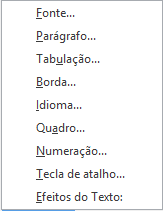 Fonte...
Parágrafo...
Tabulação...
Borda...
Idioma...
Quadro...
Numeração...
Tecla de atalho...
Efeitos do Texto: